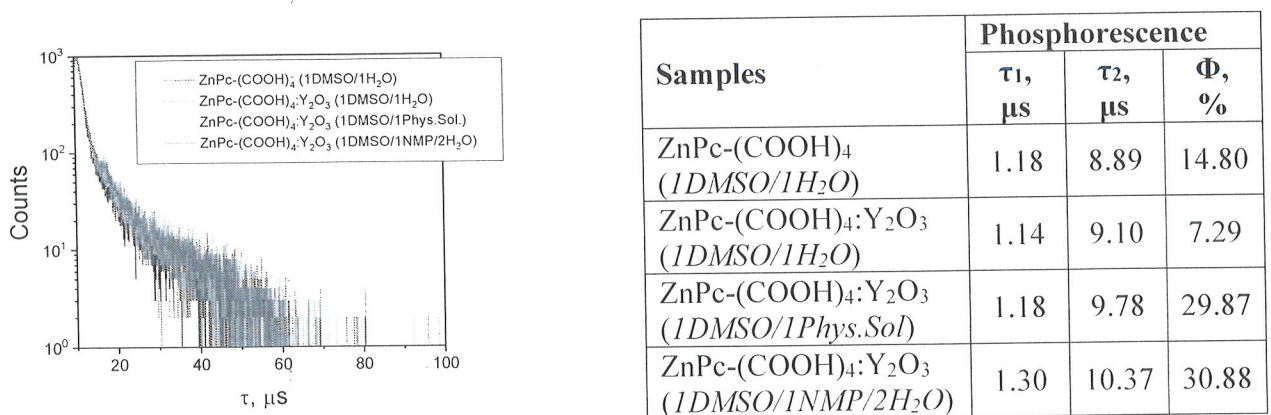 10³
10²
10¹
10⁰
Counts
20 40 60 80 100
τ, μs
ZnPc-(COOH)₄ (1DMSO/1H₂O)
ZnPc-(COOH)₄:Y₂O₃ (1DMSO/1H₂O)
ZnPc-(COOH)₄:Y₂O₃ (1DMSO/1Phys.Sol.)
ZnPc-(COOH)₄:Y₂O₃ (1DMSO/1NMP/2H₂O)
Samples
Phosphorescence
τ1, μs
τ2, μs
Φ, %
ZnPc-(COOH)₄
(1DMSO/1H₂O)
1.18 8.89 14.80
ZnPc-(COOH)₄:Y₂O₃
(1DMSO/1H₂O)
1.14 9.10 7.29
ZnPc-(COOH)₄:Y₂O₃
(1DMSO/1Phys.Sol)
1.18 9.78 29.87
ZnPc-(COOH)₄:Y₂O₃
(1DMSO/1NMP/2H₂O)
1.30 10.37 30.88